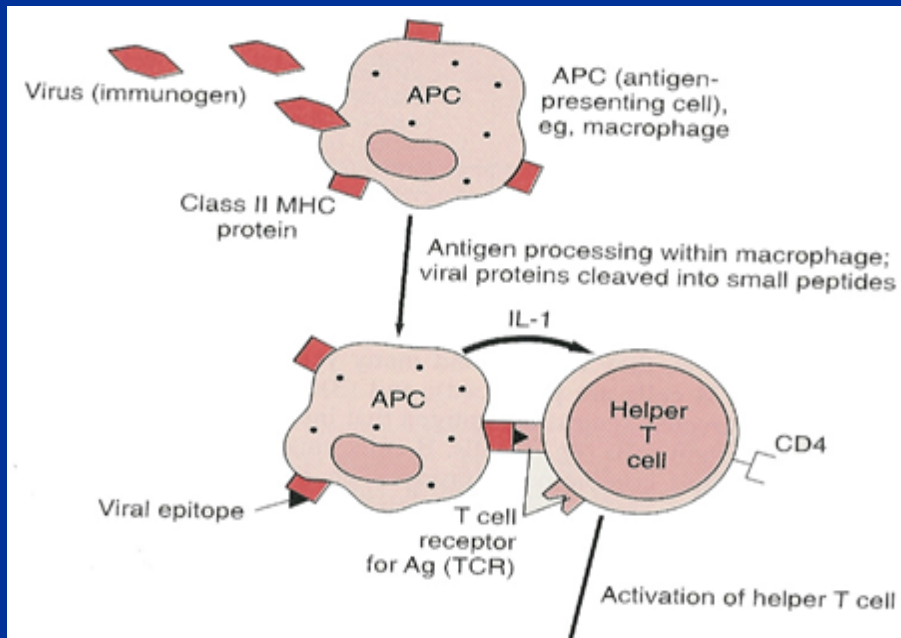 Virus (immunogen)
APC
APC (antigen-
presenting cell),
eg, macrophage
Class II MHC
protein
Antigen processing within macrophage;
viral proteins cleaved into small peptides
IL-1
APC
Helper
T
cell
CD4
Viral epitope
T cell
receptor
for Ag (TCR)
Activation of helper T cell